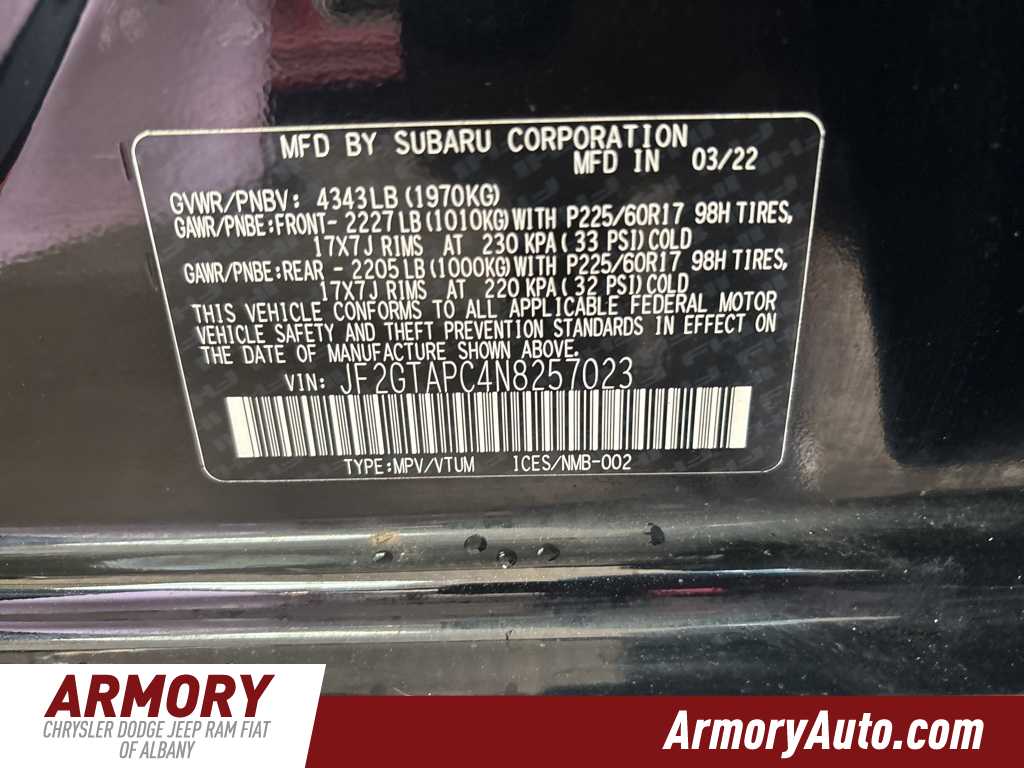 MFD BY SUBARU CORPORATION
MFD IN 03/22
GVWR/PNBV: 4343LB(1970KG)
GAWR/PNBE:FRONT- 2227LB(1010KG)WITH P225/60R17 98H TIRES,
17X7J RIMS AT 230 KPA( 33 PSI)COLD
GAWR/PNBE:REAR - 2205LB(1000KG)WITH P225/60R17 98H TIRES,
17X7J RIMS AT 220 KPA( 32 PSI)COLD
THIS VEHICLE CONFORMS TO ALL APPLICABLE FEDERAL MOTOR
VEHICLE SAFETY AND THEFT PREVENTION STANDARDS IN EFFECT ON
THE DATE OF MANUFACTURE SHOWN ABOVE.
VIN: JF2GTAPC4N8257023
TYPE:MPV/VTUM ICES/NMB-002
ARMORY
CHRYSLER DODGE JEEP RAM FIAT
OF ALBANY
ArmoryAuto.com